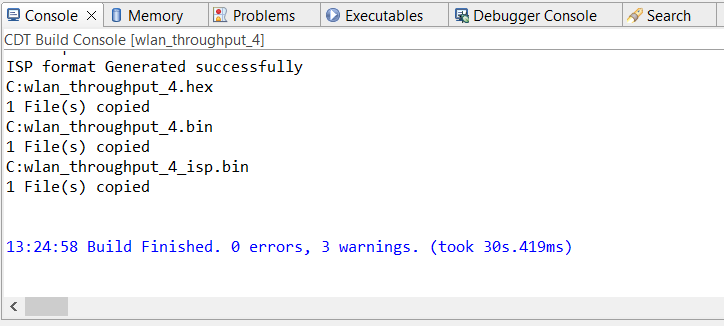 Console Memory Problems Executables Debugger Console Search
CDT Build Console [wlan_throughput_4]
ISP format Generated successfully
C:wlan_throughput_4.hex
1 File(s) copied
C:wlan_throughput_4.bin
1 File(s) copied
C:wlan_throughput_4_isp.bin
1 File(s) copied
13:24:58 Build Finished. 0 errors, 3 warnings. (took 30s.419ms)